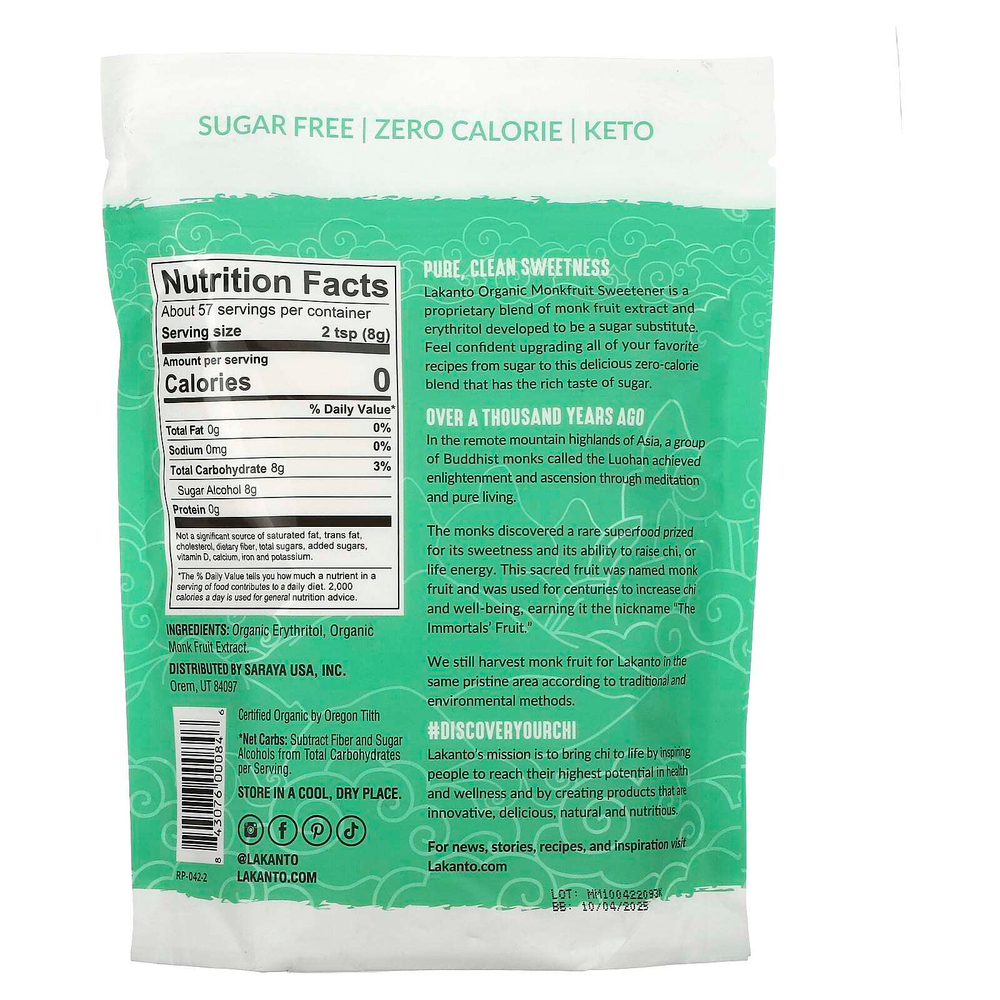 SUGAR FREE | ZERO CALORIE | KETO
Nutrition Facts
About 57 servings per container
Serving size 2 tsp (8g)
Amount per serving
Calories 0
% Daily Value*
Total Fat 0g 0%
Sodium 0mg 0%
Total Carbohydrate 8g 3%
Sugar Alcohol 8g
Protein 0g
Not a significant source of saturated fat, trans fat,
cholesterol, dietary fiber, total sugars, added sugars,
vitamin D, calcium, iron and potassium.
*The % Daily Value tells you how much a nutrient in a
serving of food contributes to a daily diet. 2,000
calories a day is used for general nutrition advice.
INGREDIENTS: Organic Erythritol, Organic
Monk Fruit Extract.
DISTRIBUTED BY SARAYA USA, INC.
Orem, UT 84097
8 43076 00084 6
RP-042-2
Certified Organic by Oregon Tilth
*Net Carbs: Subtract Fiber and Sugar
Alcohols from Total Carbohydrates
per Serving.
STORE IN A COOL, DRY PLACE.
@LAKANTO
LAKANTO.COM
PURE, CLEAN SWEETNESS
Lakanto Organic Monkfruit Sweetener is a
proprietary blend of monk fruit extract and
erythritol developed to be a sugar substitute.
Feel confident upgrading all of your favorite
recipes from sugar to this delicious zero-calorie
blend that has the rich taste of sugar.
OVER A THOUSAND YEARS AGO
In the remote mountain highlands of Asia, a group
of Buddhist monks called the Luohan achieved
enlightenment and ascension through meditation
and pure living.
The monks discovered a rare superfood prized
for its sweetness and its ability to raise chi, or
life energy. This sacred fruit was named monk
fruit and was used for centuries to increase chi
and well-being, earning it the nickname "The
Immortals' Fruit."
We still harvest monk fruit for Lakanto in the
same pristine area according to traditional and
environmental methods.
#DISCOVERYOURCHI
Lakanto's mission is to bring chi to life by inspiring
people to reach their highest potential in health
and wellness and by creating products that are
innovative, delicious, natural and nutritious.
For news, stories, recipes, and inspiration visit
Lakanto.com
LOT: MM100422093K
BB: 10/04/2025